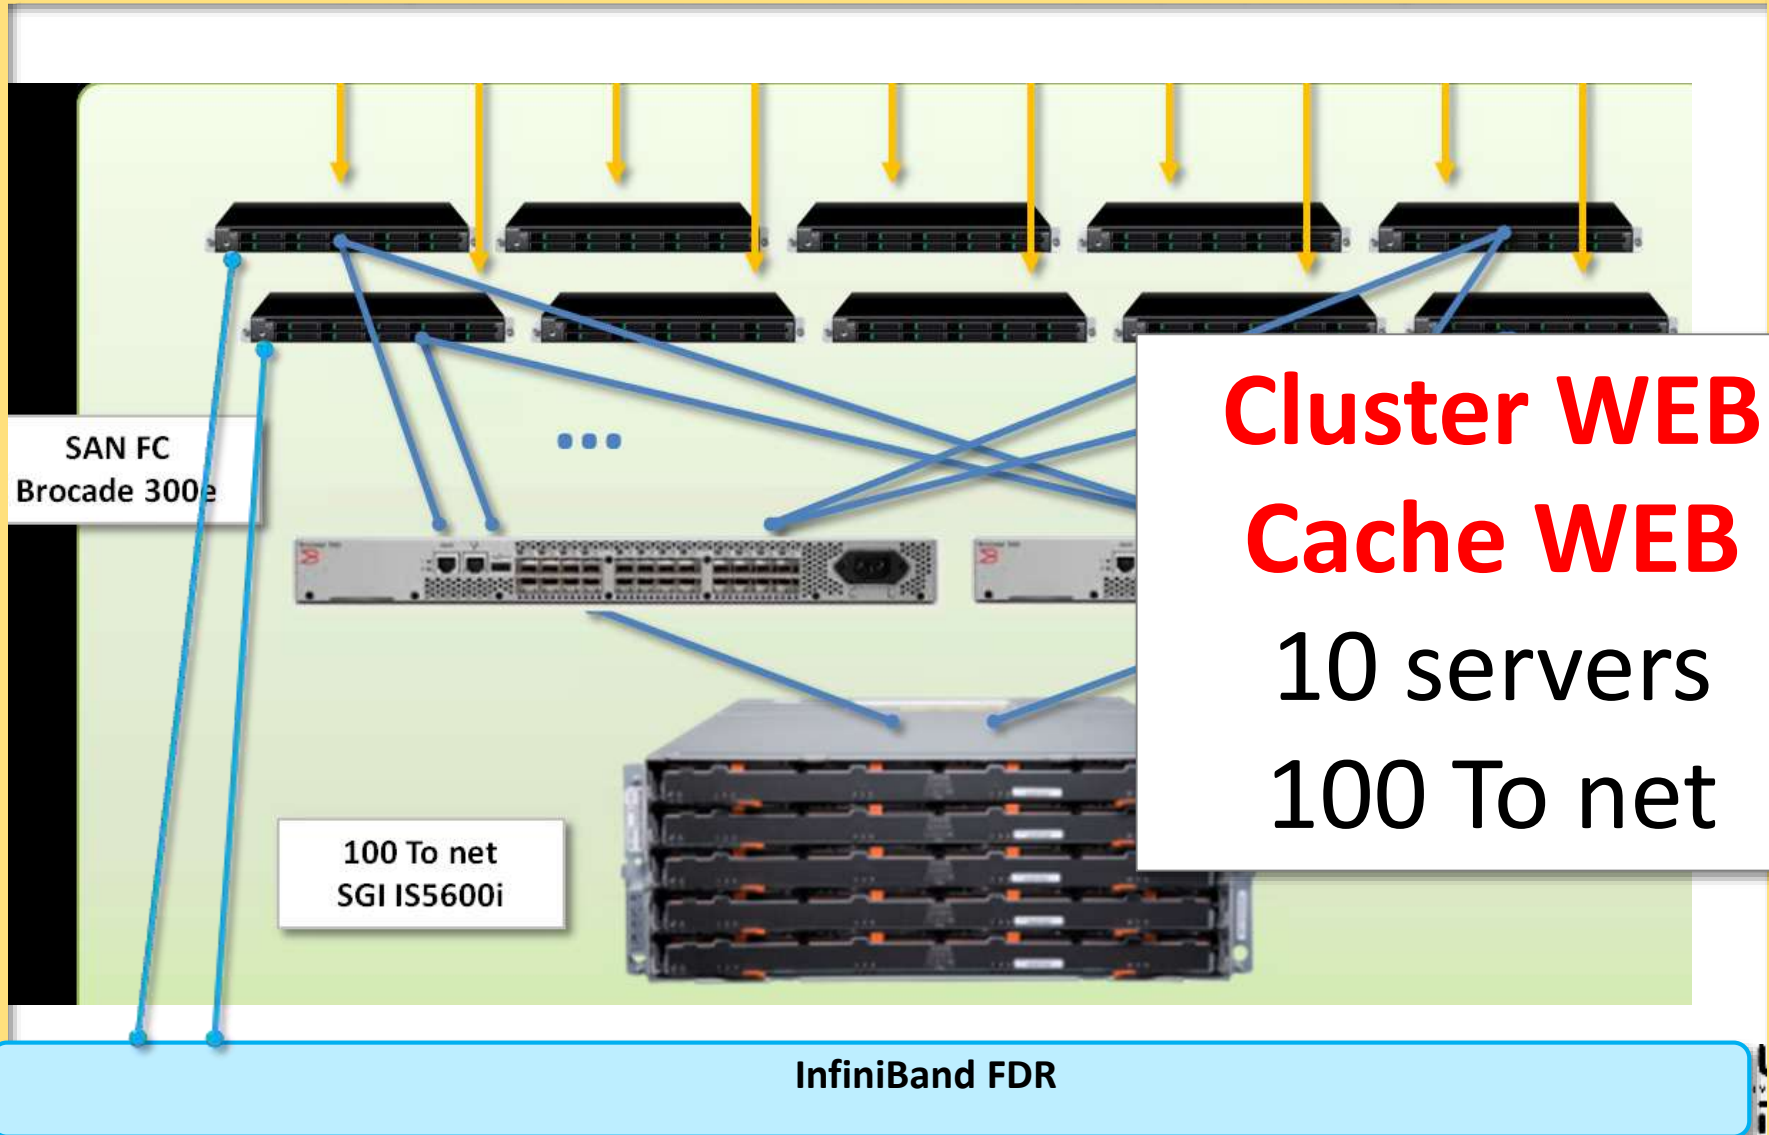 SAN FC
Brocade 300e
Cluster WEB
Cache WEB
10 servers
100 To net
100 To net
SGI IS5600i
InfiniBand FDR